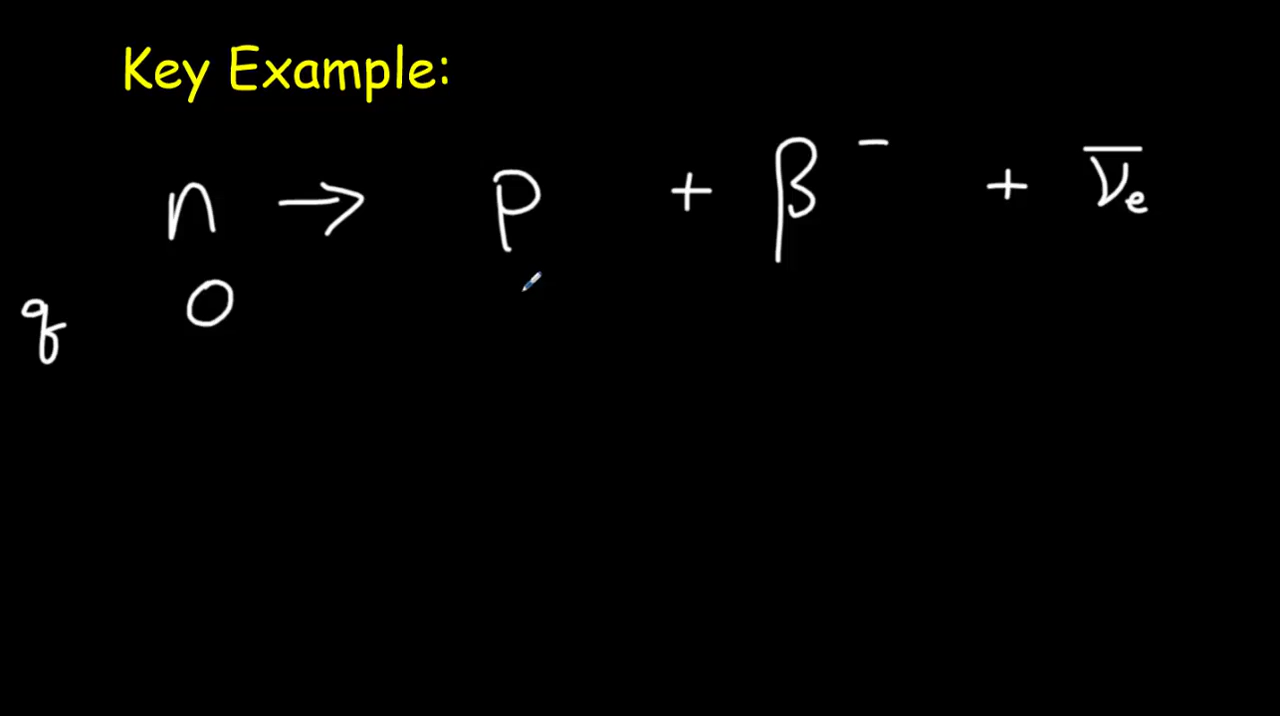 Key Example:
n → p + β⁻ + ν̅ₑ
q 0